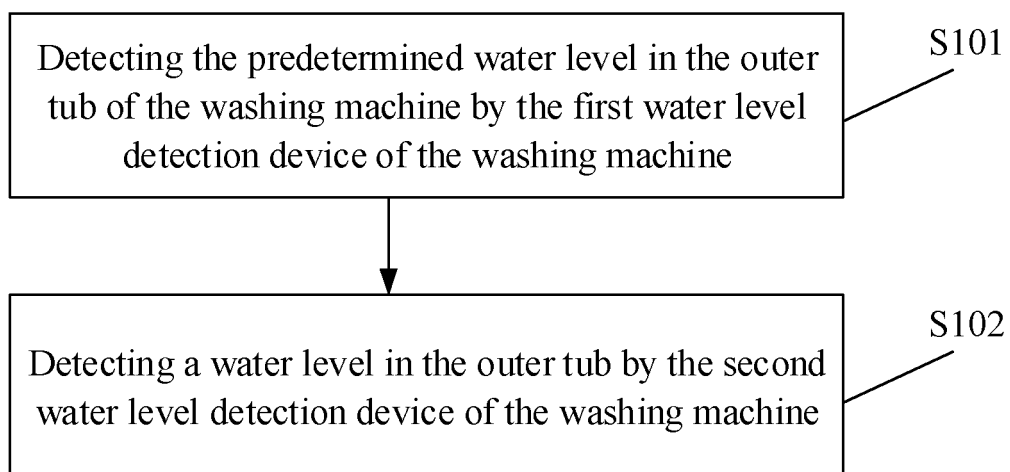 Detecting the predetermined water level in the outer
tub of the washing machine by the first water level
detection device of the washing machine
S101
Detecting a water level in the outer tub by the second
water level detection device of the washing machine
S102